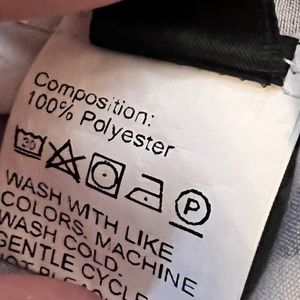 Composition:
100% Polyester
30 P
WASH WITH LIKE
COLORS, MACHINE
WASH COLD.
GENTLE CYCLE